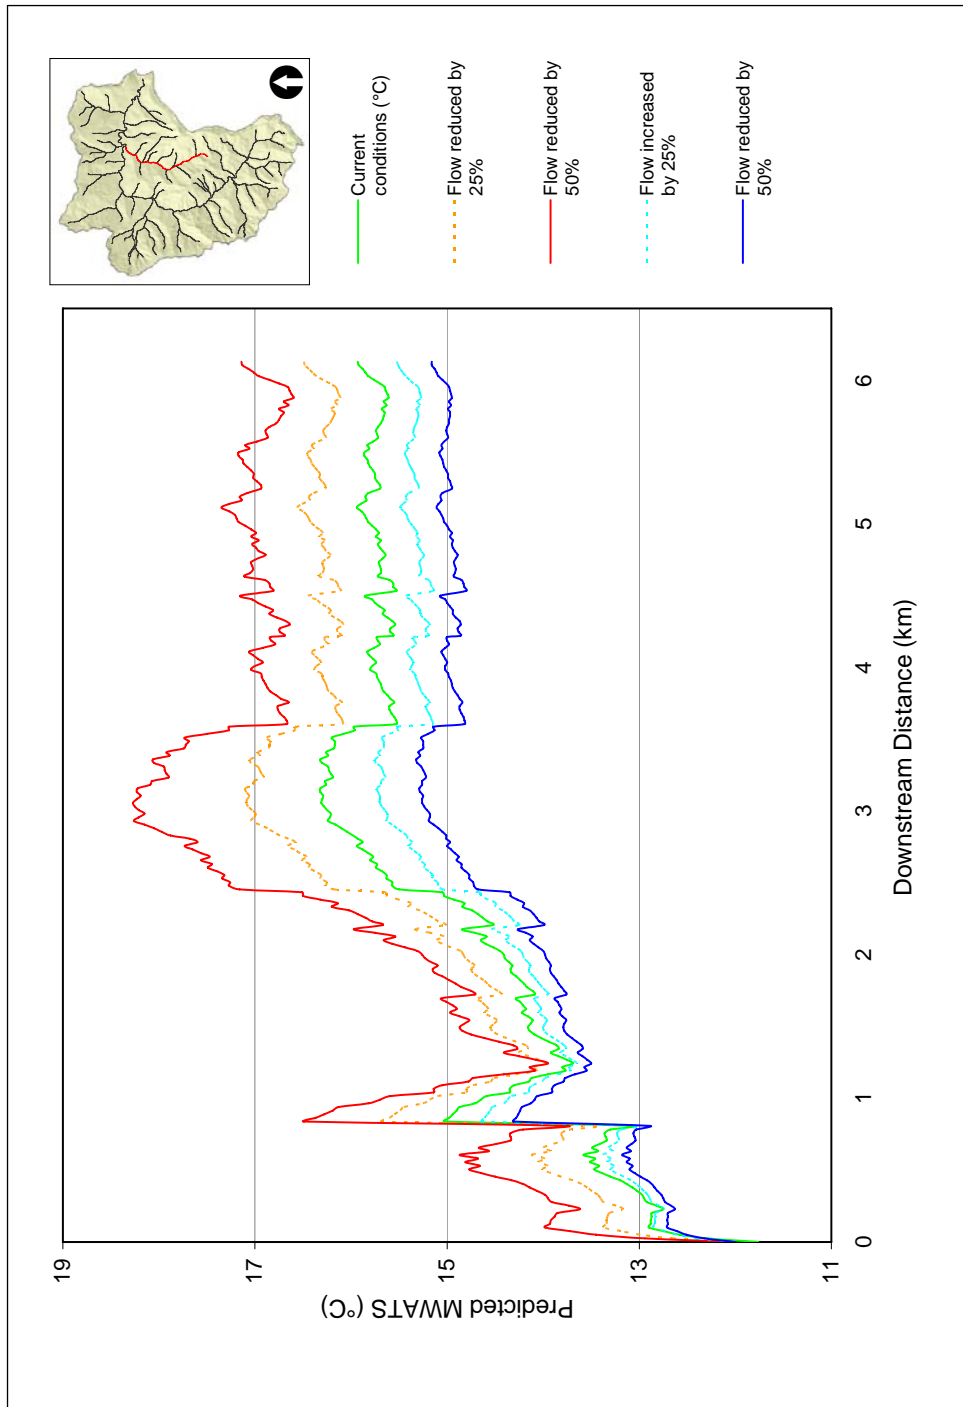 Current
conditions (°C)
Flow reduced by
25%
Flow reduced by
50%
Flow increased
by 25%
Flow reduced by
50%
19
17
15
13
11
Predicted MWATS (°C)
0
1
2
3
4
5
6
Downstream Distance (km)